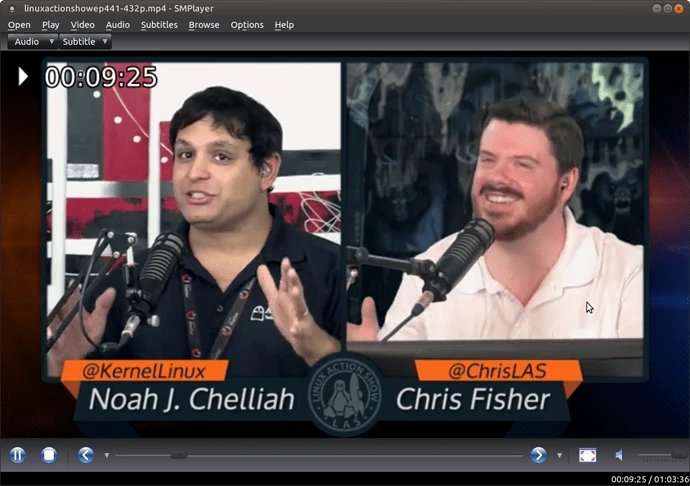 linuxactionshowep441-432p.mp4 - SMPlayer
Open Play Video Audio Subtitles Browse Options Help
Audio Subtitle
00:09:25
@KernelLinux
@ChrisLAS
Noah J. Chelliah
LINUX ACTION SHOW
LAS
Chris Fisher
00:09:25 / 01:03:36